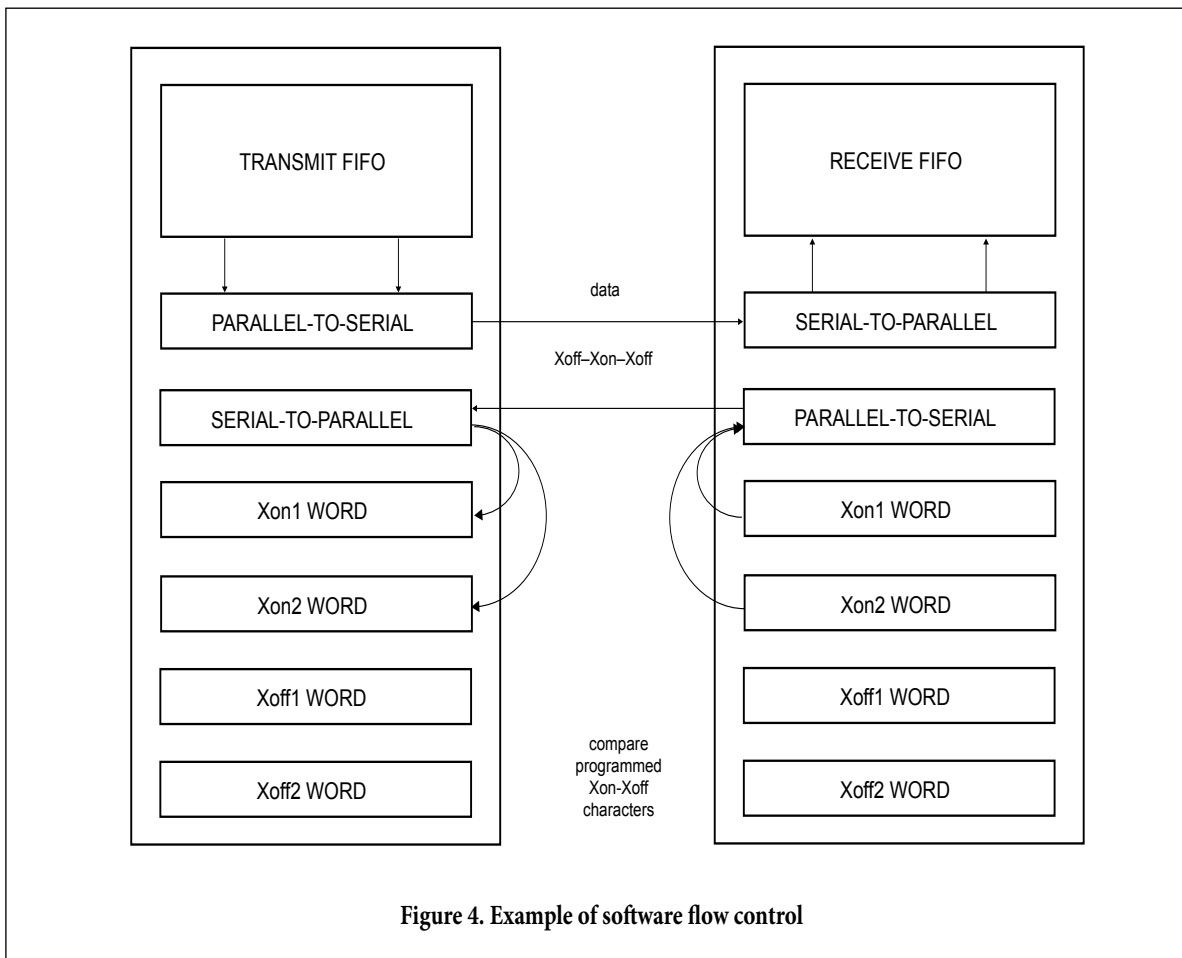 TRANSMIT FIFO
PARALLEL-TO-SERIAL
SERIAL-TO-PARALLEL
Xon1 WORD
Xon2 WORD
Xoff1 WORD
Xoff2 WORD
data
Xoff–Xon–Xoff
compare
programmed
Xon-Xoff
characters
RECEIVE FIFO
SERIAL-TO-PARALLEL
PARALLEL-TO-SERIAL
Xon1 WORD
Xon2 WORD
Xoff1 WORD
Xoff2 WORD
Figure 4. Example of software flow control